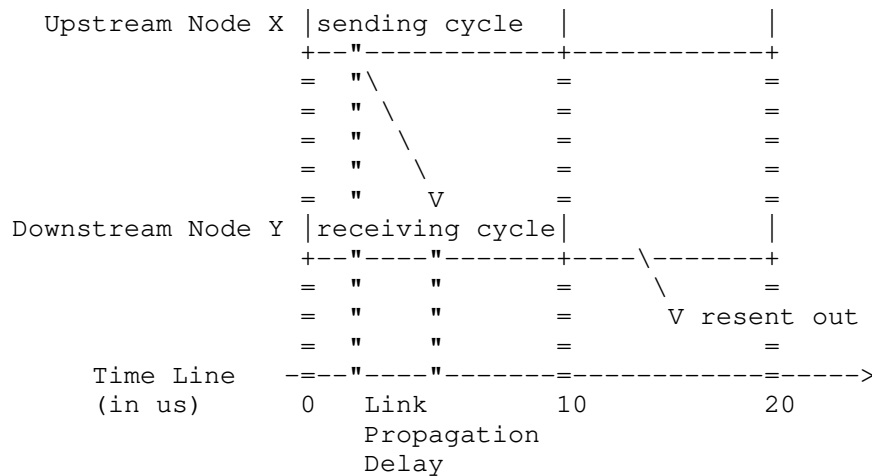 Upstream Node X |sending cycle      |            |
                +--"----------------+------------+
                =  "\               =            =
                =  " \              =            =
                =  "  \             =            =
                =  "   \            =            =
                =  "    V           =            =
Downstream Node Y |receiving cycle|            |
                +--"----"-----------+----\-------+
                =  "    "           =     \      =
                =  "    "           =      V resent out
                =  "    "           =            =
Time Line      -=--"----"-----------=------------=----->
(in us)         0   Link            10           20
                    Propagation
                    Delay